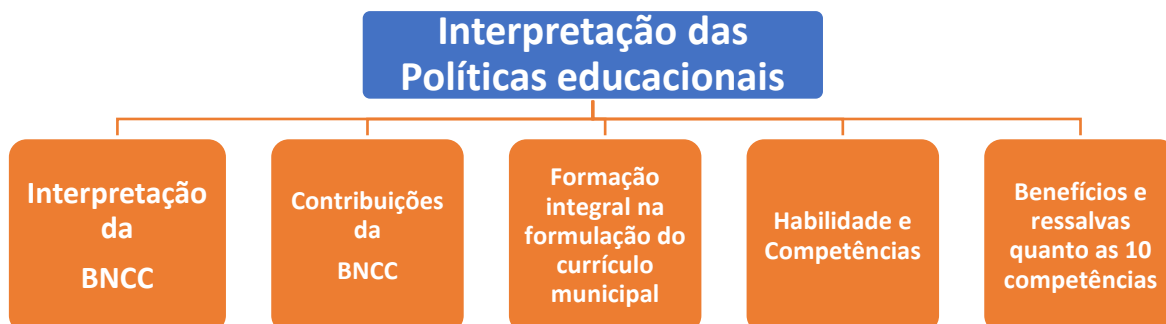 Interpretação das
Políticas educacionais
Interpretação
da
BNCC
Contribuições
da
BNCC
Formação
integral na
formulação do
currículo
municipal
Habilidade e
Competências
Benefícios e
ressalvas
quanto as 10
competências